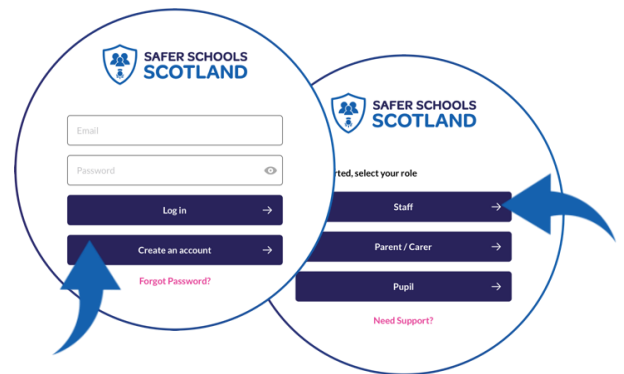 SAFER SCHOOLS
SCOTLAND
Email
Password
Log in
Create an account
Forgot Password?
SAFER SCHOOLS
SCOTLAND
select your role
Staff
Parent / Carer
Pupil
Need Support?